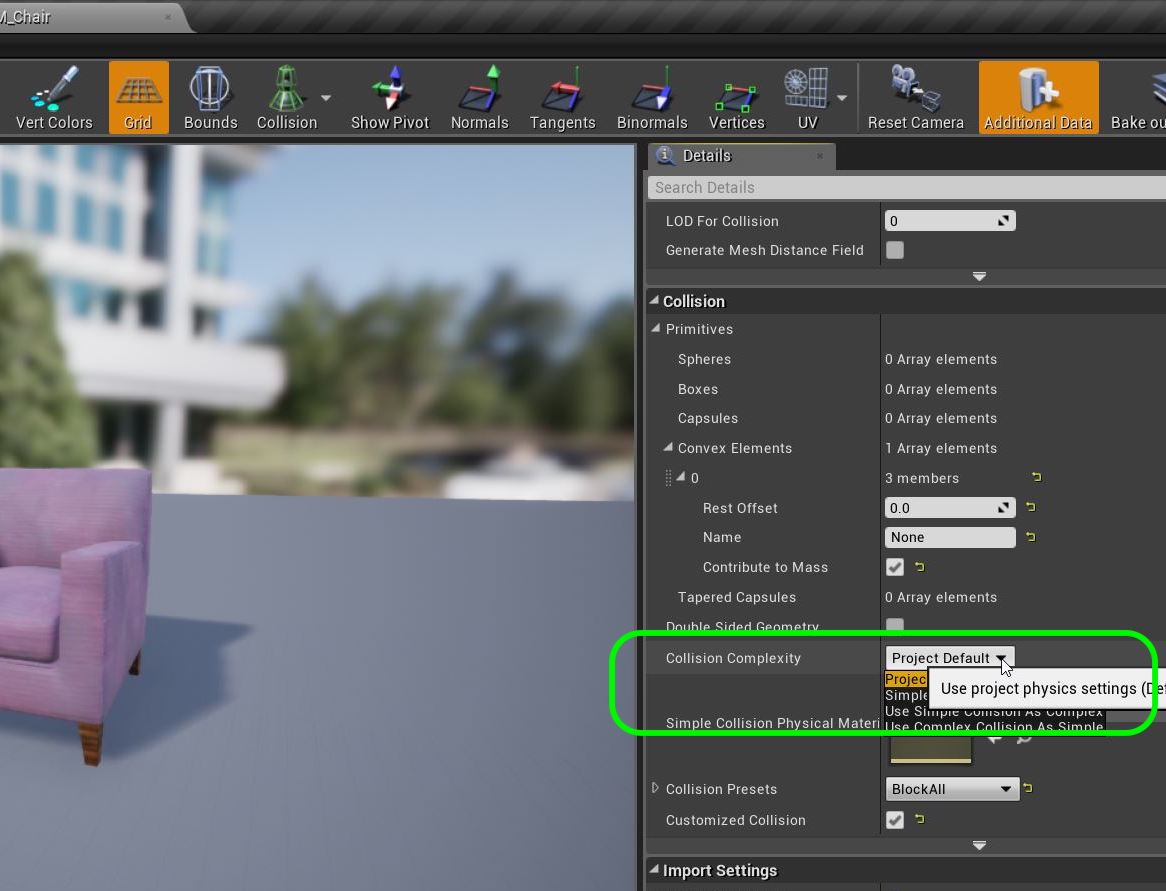 M_Chair
Vert Colors
Grid
Bounds
Collision
Show Pivot
Normals
Tangents
Binormals
Vertices
UV
Reset Camera
Additional Data
Bake ou
Details
Search Details
LOD For Collision
0
Generate Mesh Distance Field
Collision
Primitives
Spheres
0 Array elements
Boxes
0 Array elements
Capsules
0 Array elements
Convex Elements
1 Array elements
0
3 members
Rest Offset
0.0
Name
None
Contribute to Mass
Tapered Capsules
0 Array elements
Double Sided Geometry
Collision Complexity
Project Default
Projec
Use project physics settings (Def
Simple
Use Simple Collision As Complex
Simple Collision Physical Materi
Use Complex Collision As Simple
Collision Presets
BlockAll
Customized Collision
Import Settings